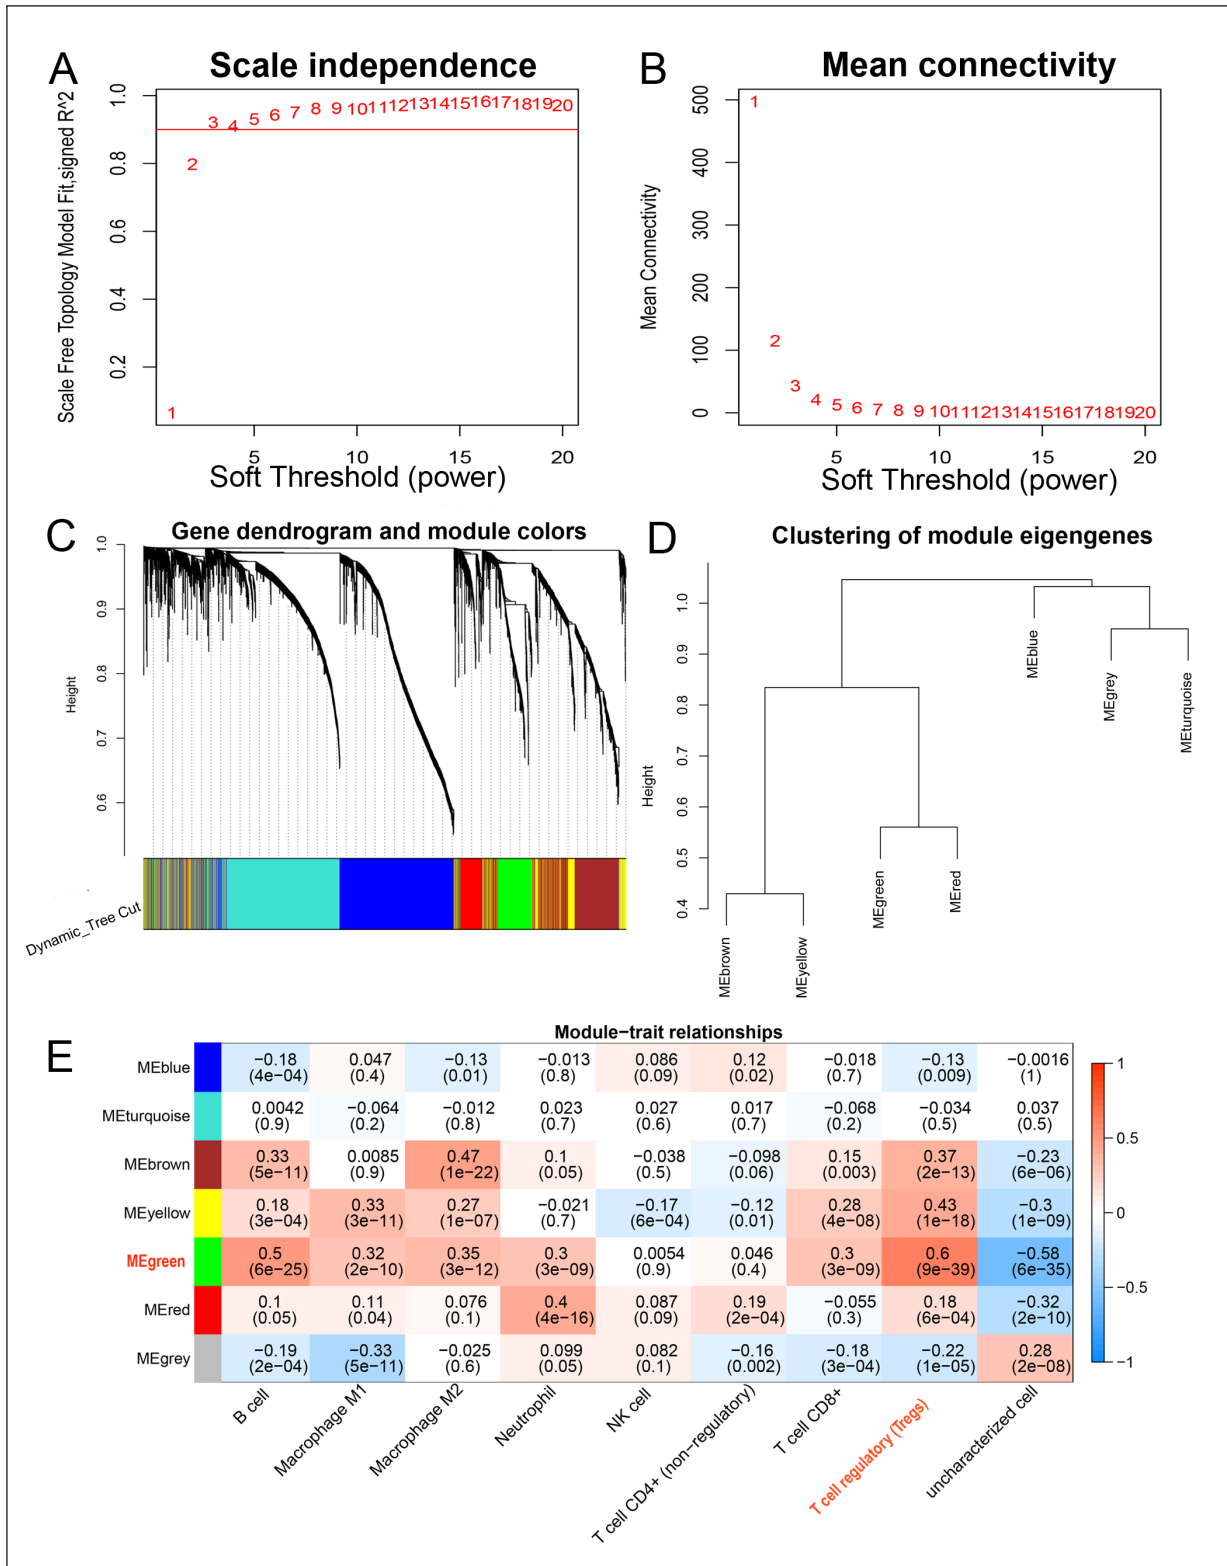 A
Scale independence
Scale Free Topology Model Fit,signed R^2
1.0
0.8
0.6
0.4
0.2
1 2 3 4 5 6 7 8 9 10 11 12 13 14 15 16 17 18 19 20
5 10 15 20
Soft Threshold (power)
B
Mean connectivity
Mean Connectivity
500
400
300
200
100
0
1 2 3 4 5 6 7 8 9 10 11 12 13 14 15 16 17 18 19 20
5 10 15 20
Soft Threshold (power)
C
Gene dendrogram and module colors
Height
1.0
0.9
0.8
0.7
0.6
Dynamic_Tree Cut
D
Clustering of module eigengenes
Height
1.0
0.9
0.8
0.7
0.6
0.5
0.4
MEblue
MEgrey
MEturquoise
MEgreen
MEred
MEbrown
MEyellow
E
Module−trait relationships
MEblue −0.18 0.047 −0.13 −0.013 0.086 0.12 −0.018 −0.13 −0.0016
(4e−04) (0.4) (0.01) (0.8) (0.09) (0.02) (0.7) (0.009) (1)
MEturquoise 0.0042 −0.064 −0.012 0.023 0.027 0.017 −0.068 −0.034 0.037
(0.9) (0.2) (0.8) (0.7) (0.6) (0.7) (0.2) (0.5) (0.5)
MEbrown 0.33 0.0085 0.47 0.1 −0.038 −0.098 0.15 0.37 −0.23
(5e−11) (0.9) (1e−22) (0.05) (0.5) (0.06) (0.003) (2e−13) (6e−06)
MEyellow 0.18 0.33 0.27 −0.021 −0.17 −0.12 0.28 0.43 −0.3
(3e−04) (3e−11) (1e−07) (0.7) (6e−04) (0.01) (4e−08) (1e−18) (1e−09)
MEgreen 0.5 0.32 0.35 0.3 0.0054 0.046 0.3 0.6 −0.58
(6e−25) (2e−10) (3e−12) (3e−09) (0.9) (0.4) (3e−09) (9e−39) (6e−35)
MEred 0.1 0.11 0.076 0.4 0.087 0.19 −0.055 0.18 −0.32
(0.05) (0.04) (0.1) (4e−16) (0.09) (2e−04) (0.3) (6e−04) (2e−10)
MEgrey −0.19 −0.33 −0.025 0.099 0.082 −0.16 −0.18 −0.22 0.28
(2e−04) (5e−11) (0.6) (0.05) (0.1) (0.002) (3e−04) (1e−05) (2e−08)
1
0.5
0
−0.5
−1
B cell
Macrophage M1
Macrophage M2
Neutrophil
NK cell
T cell CD4+ (non−regulatory)
T cell CD8+
T cell regulatory (Tregs)
uncharacterized cell